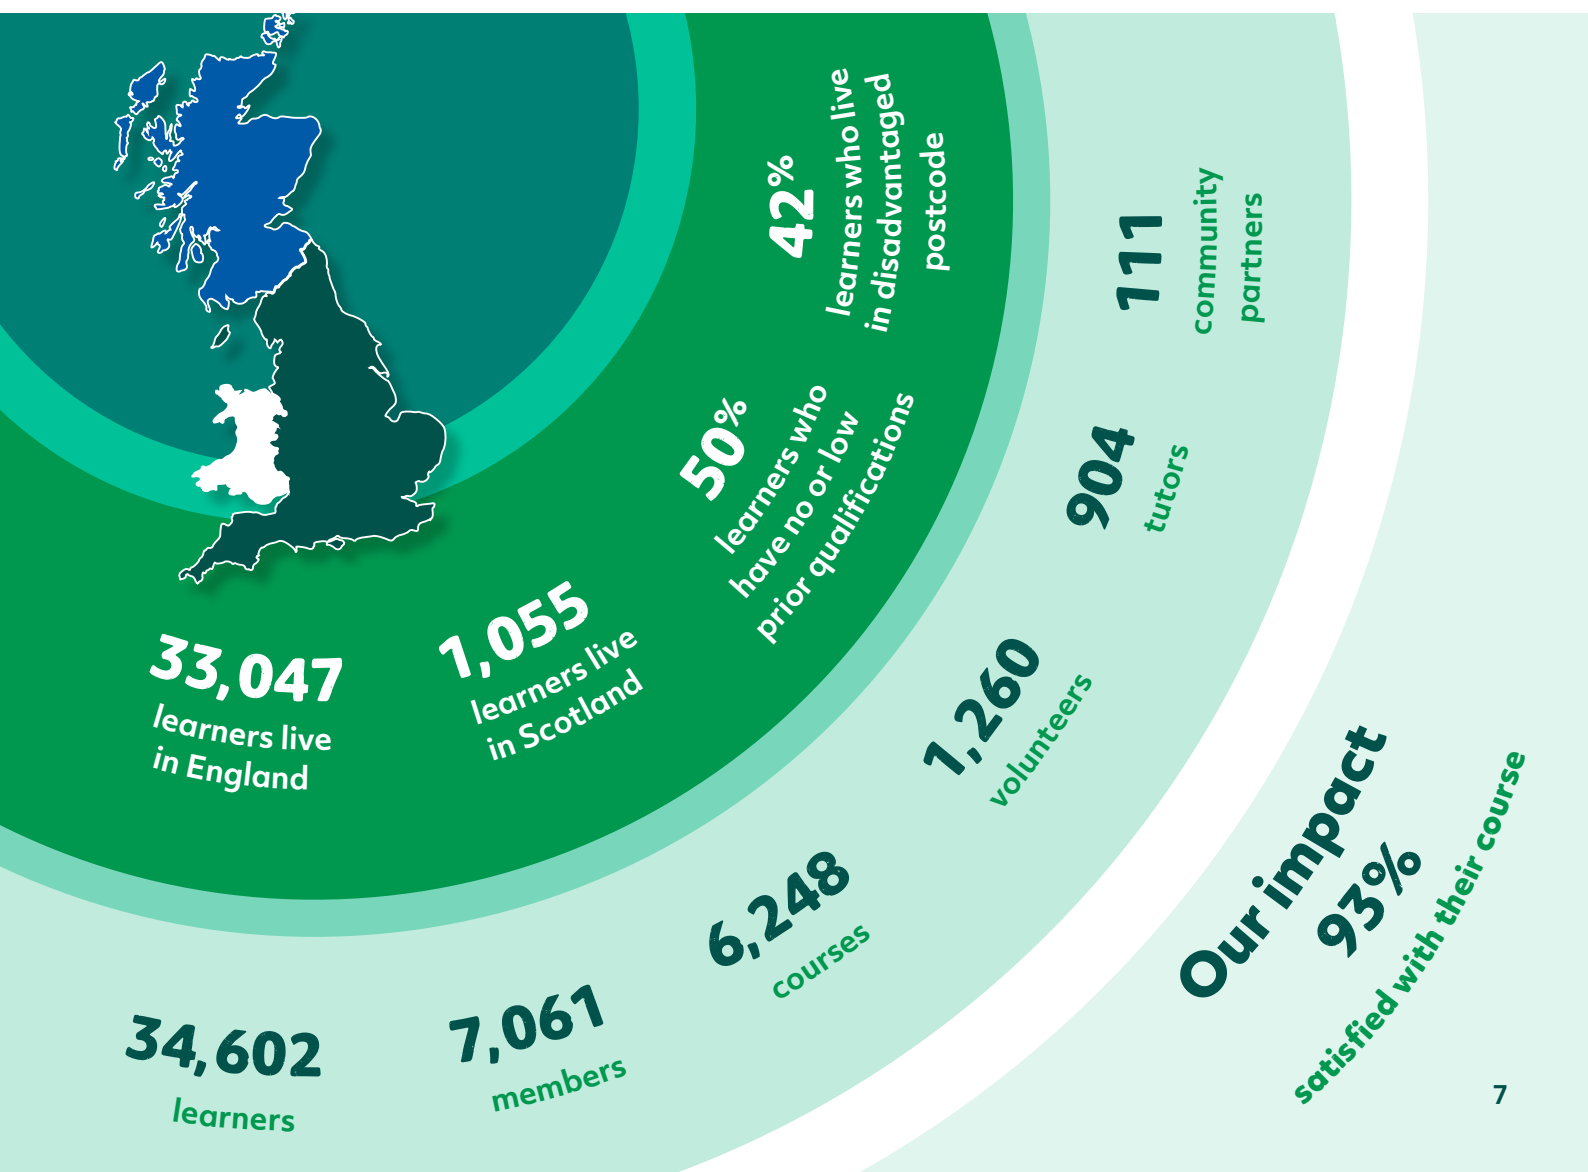 33,047
learners live
in England
1,055
learners live
in Scotland
50%
learners who
have no or low
prior qualifications
42%
learners who live
in disadvantaged
postcode
34,602
learners
7,061
members
6,248
courses
1,260
volunteers
904
tutors
111
community
partners
Our impact
93%
satisfied with their course
7